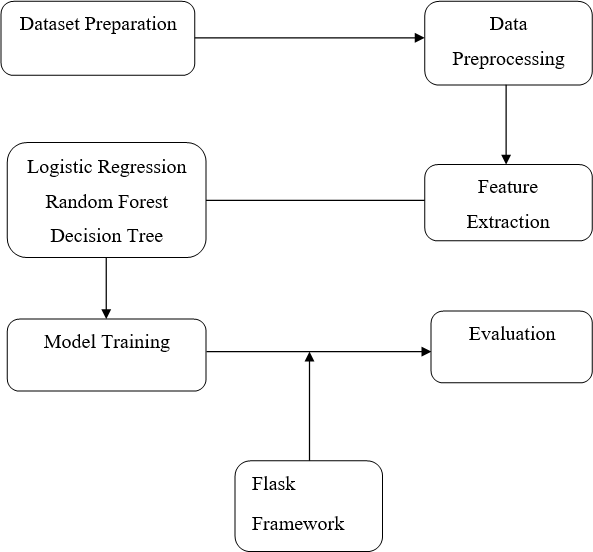 Dataset Preparation
Data
Preprocessing
Logistic Regression
Random Forest
Decision Tree
Feature
Extraction
Model Training
Evaluation
Flask
Framework